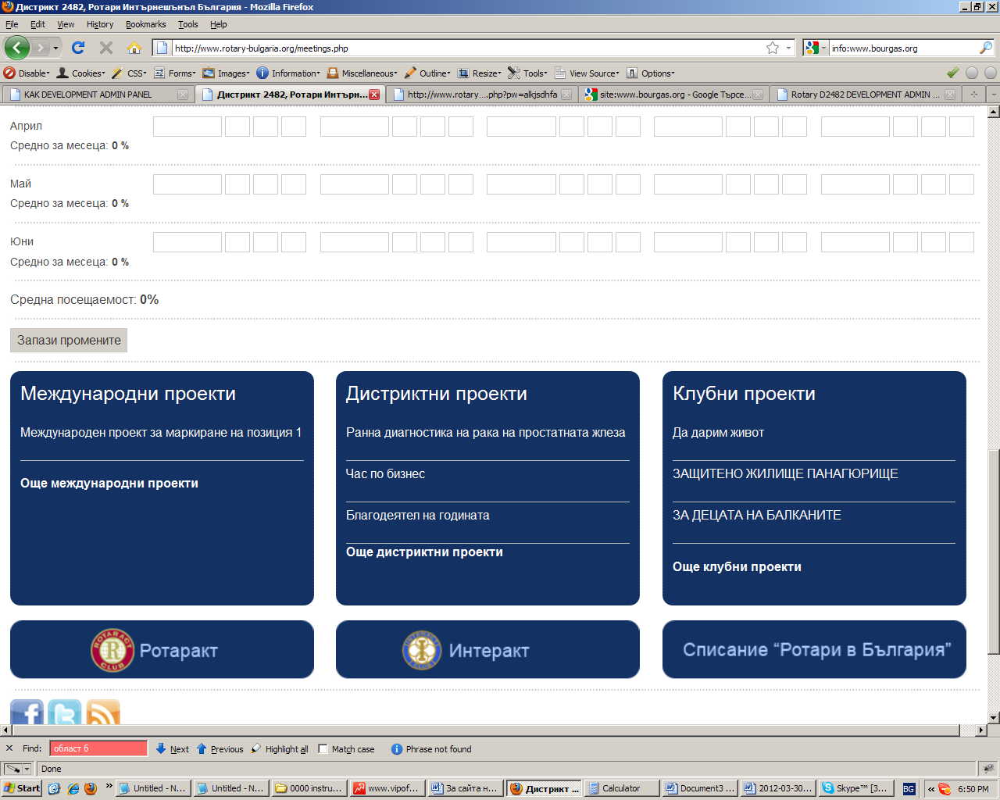 Дистрикт 2482, Ротари Интърнешънъл България - Mozilla Firefox
File Edit View History Bookmarks Tools Help
http://www.rotary-bulgaria.org/meetings.php info:www.bourgas.org
Disable Cookies CSS Forms Images Information Miscellaneous Outline Resize Tools View Source Options
KAK DEVELOPMENT ADMIN PANEL Дистрикт 2482, Ротари Интърн... http://www.rotary....php?pw=alkjsdhfa site:www.bourgas.org - Google Търсе... Rotary D2482 DEVELOPMENT ADMIN ...
Април
Средно за месеца: 0 %
Май
Средно за месеца: 0 %
Юни
Средно за месеца: 0 %
Средна посещаемост: 0%
Запази промените
Международни проекти
Международен проект за маркиране на позиция 1
Още международни проекти
Дистриктни проекти
Ранна диагностика на рака на простатната жлеза
Час по бизнес
Благодеятел на годината
Още дистриктни проекти
Клубни проекти
Да дарим живот
ЗАЩИТЕНО ЖИЛИЩЕ ПАНАГЮРИЩЕ
ЗА ДЕЦАТА НА БАЛКАНИТЕ
Още клубни проекти
ROTARACT CLUB Ротаракт
Интеракт
Списание “Ротари в България”
Find: област б Next Previous Highlight all Match case Phrase not found
Done
Start Untitled - N... Untitled - N... 0000 instru... www.vipof... За сайта н... Дистрикт ... Calculator Document3 ... 2012-03-30... Skype™ [3... BG 6:50 PM